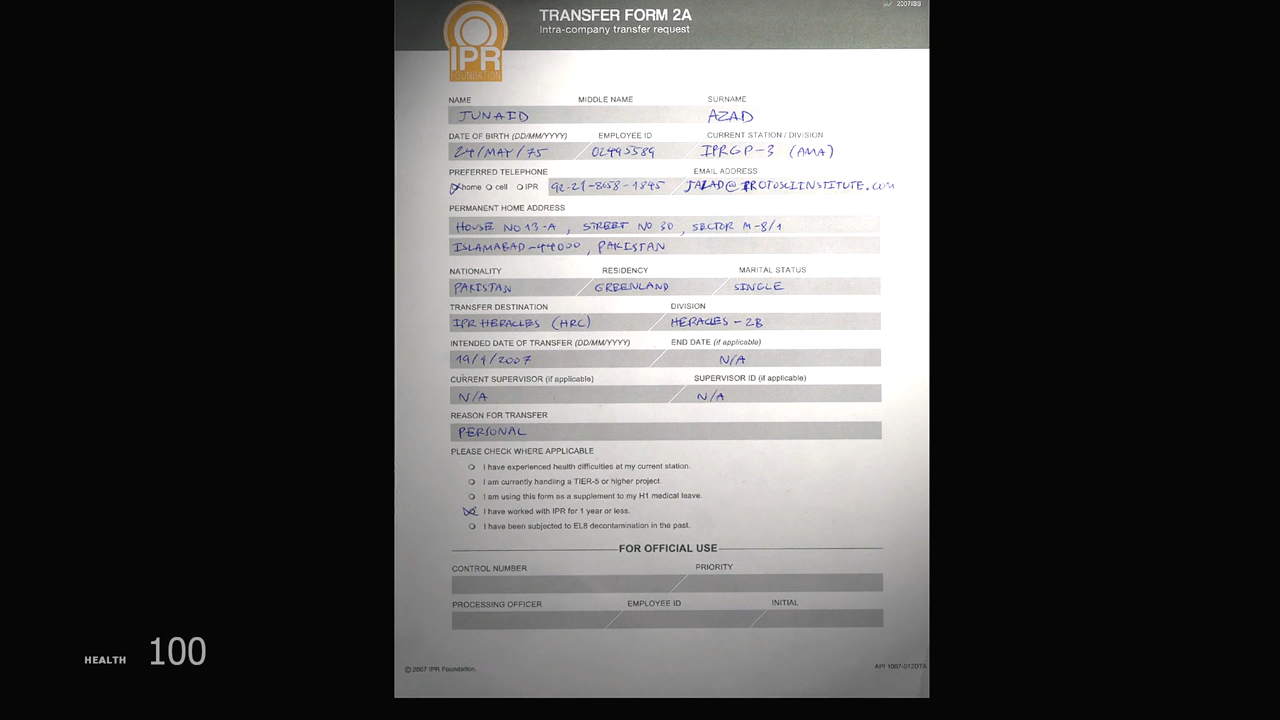 2007ISS
TRANSFER FORM 2A
Intra-company transfer request
IPR
FOUNDATION
NAME MIDDLE NAME SURNAME
JUNAID AZAD
DATE OF BIRTH (DD/MM/YYYY) EMPLOYEE ID CURRENT STATION / DIVISION
24/MAY/75 02495589 IPRGP-3 (AMA)
PREFERRED TELEPHONE EMAIL ADDRESS
home cell IPR 92-21-8658-1845 JAZAD@IPROTOSCIINSTITUTE.COM
PERMANENT HOME ADDRESS
HOUSE NO 13-A, STREET NO 30, SECTOR M-8/1
ISLAMABAD-44000, PAKISTAN
NATIONALITY RESIDENCY MARITAL STATUS
PAKISTAN GREENLAND SINGLE
TRANSFER DESTINATION DIVISION
IPR HERACLES (HRC) HERACLES - 2B
INTENDED DATE OF TRANSFER (DD/MM/YYYY) END DATE (if applicable)
19/1/2007 N/A
CURRENT SUPERVISOR (if applicable) SUPERVISOR ID (if applicable)
N/A N/A
REASON FOR TRANSFER
PERSONAL
PLEASE CHECK WHERE APPLICABLE
I have experienced health difficulties at my current station.
I am currently handling a TIER-5 or higher project.
I am using this form as a supplement to my H1 medical leave.
I have worked with IPR for 1 year or less.
I have been subjected to EL8 decontamination in the past.
FOR OFFICIAL USE
CONTROL NUMBER PRIORITY
PROCESSING OFFICER EMPLOYEE ID INITIAL
© 2007 IPR Foundation.
API 1087-012DTA
HEALTH 100